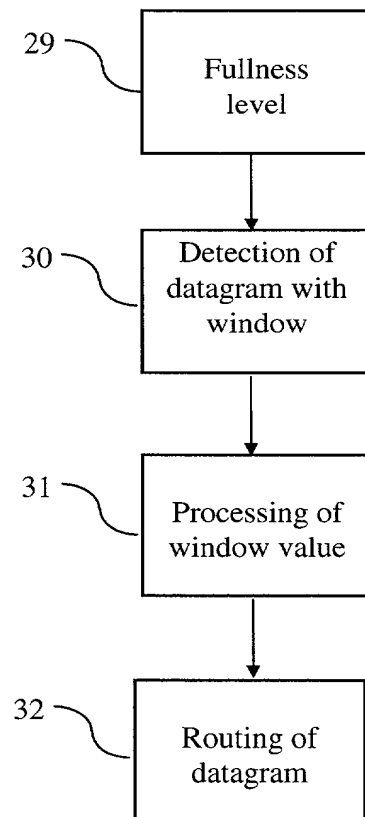 29
Fullness
level
30
Detection of
datagram with
window
31
Processing of
window value
32
Routing of
datagram